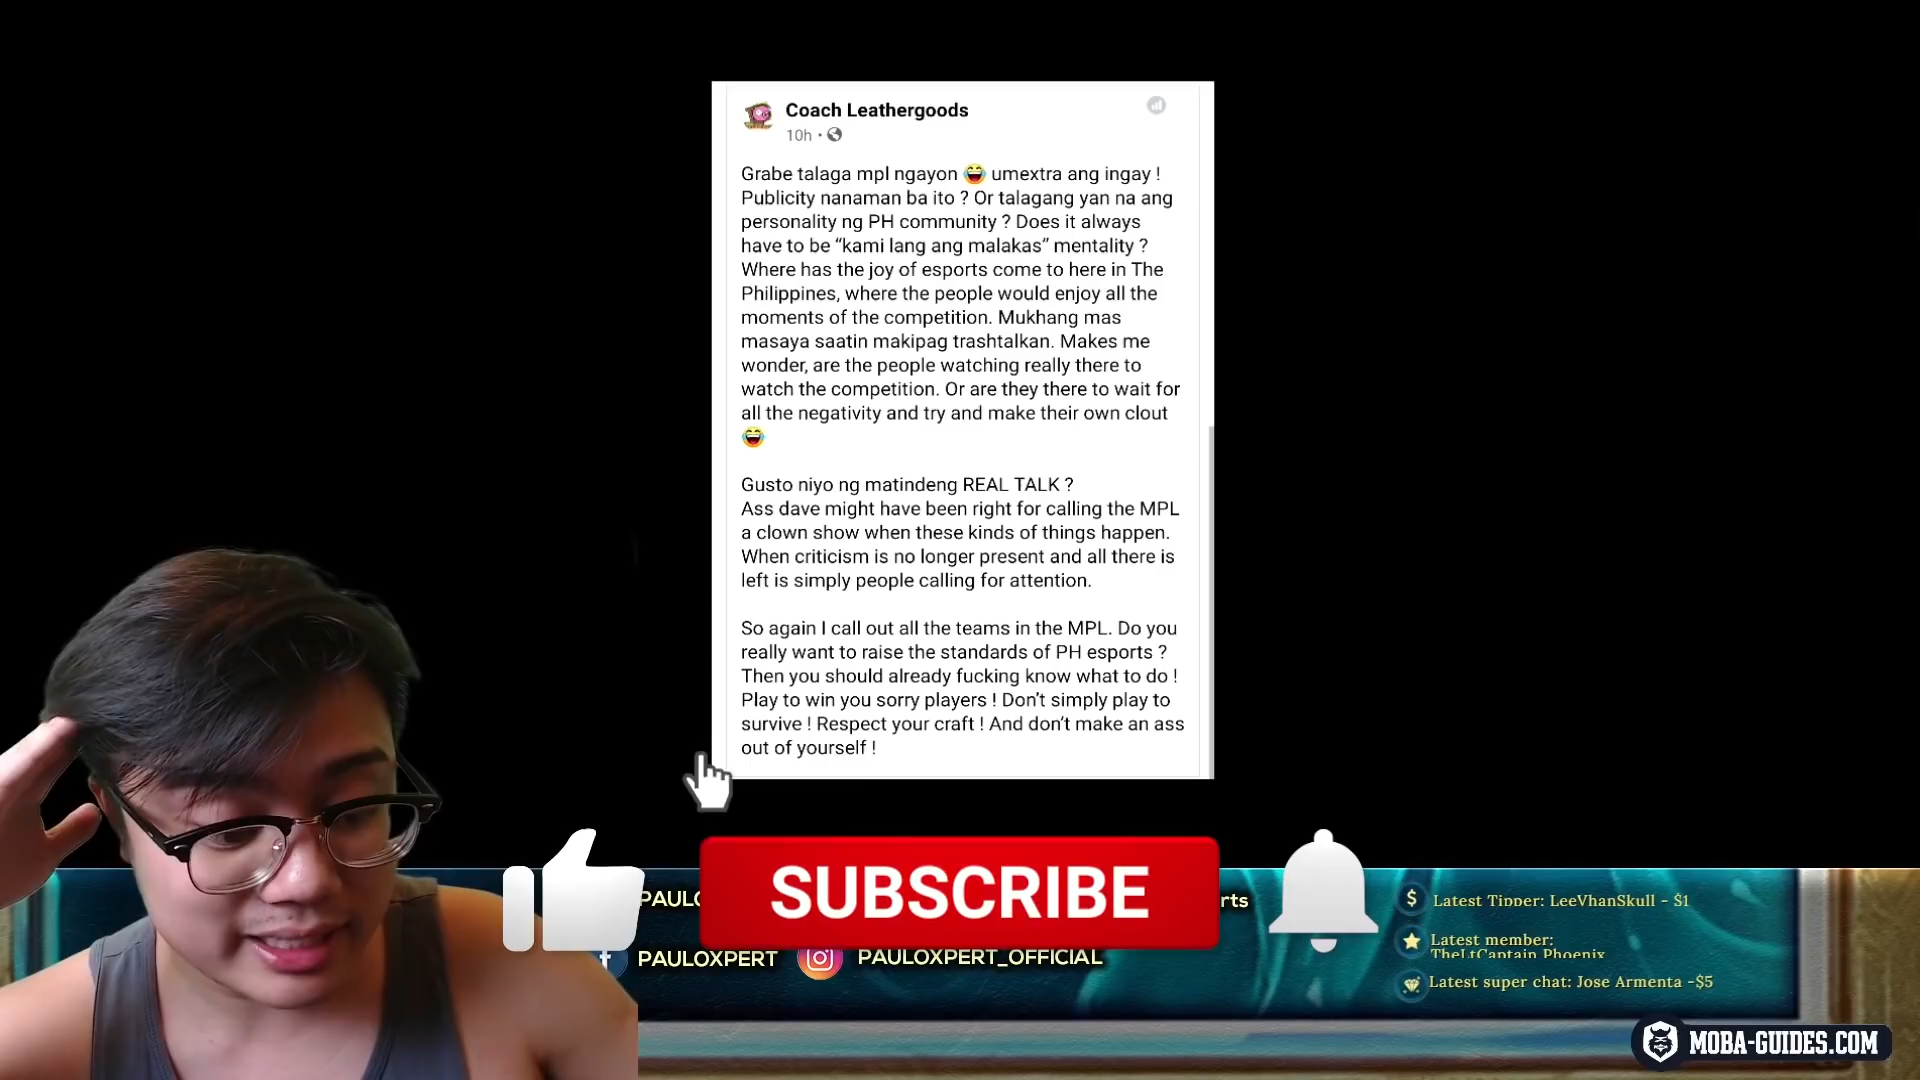 Coach Leathergoods
10h ·
Grabe talaga mpl ngayon 😂 umextra ang ingay !
Publicity nanaman ba ito ? Or talagang yan na ang
personality ng PH community ? Does it always
have to be “kami lang ang malakas” mentality ?
Where has the joy of esports come to here in The
Philippines, where the people would enjoy all the
moments of the competition. Mukhang mas
masaya saatin makipag trashtalkan. Makes me
wonder, are the people watching really there to
watch the competition. Or are they there to wait for
all the negativity and try and make their own clout
😂
Gusto niyo ng matindeng REAL TALK ?
Ass dave might have been right for calling the MPL
a clown show when these kinds of things happen.
When criticism is no longer present and all there is
left is simply people calling for attention.
So again I call out all the teams in the MPL. Do you
really want to raise the standards of PH esports ?
Then you should already fucking know what to do !
Play to win you sorry players ! Don’t simply play to
survive ! Respect your craft ! And don’t make an ass
out of yourself !
SUBSCRIBE
PAULOXPERT
PAULOXPERT_OFFICIAL
$ Latest Tipper: LeeVhanSkull - $1
Latest member:
TheLtCaptain Phoenix
Latest super chat: Jose Armenta -$5
MOBA-GUIDES.COM